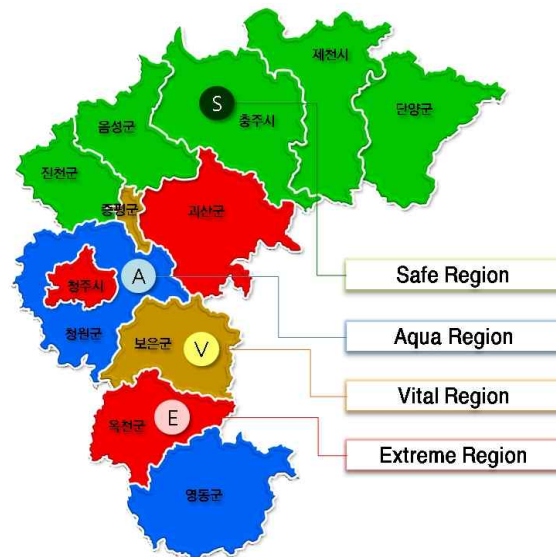 제천시
단양군
S
충주시
음성군
진천군
증평군
괴산군
청주시
A
청원군
보은군
V
옥천군
E
영동군
Safe Region
Aqua Region
Vital Region
Extreme Region